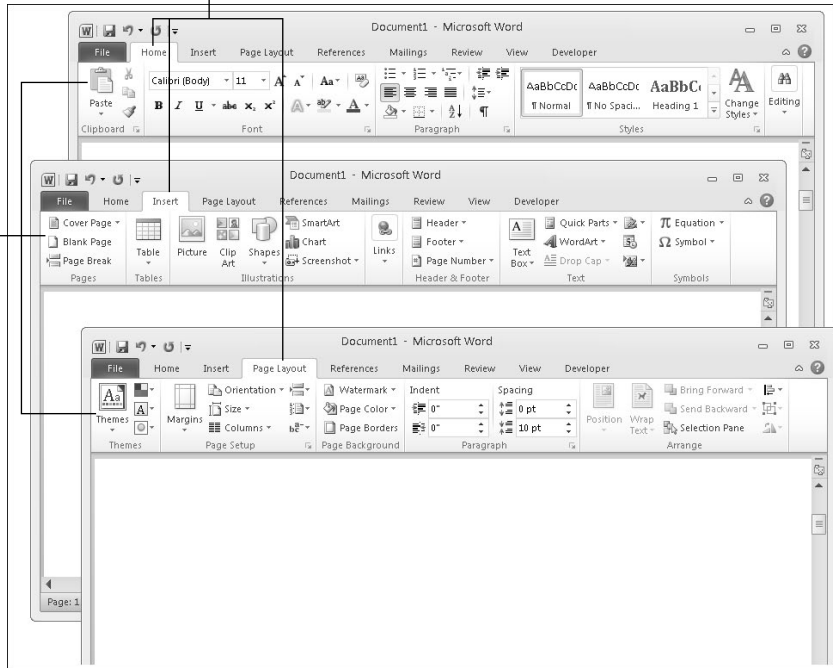 Document1 - Microsoft Word
File Home Insert Page Layout References Mailings Review View Developer
Calibri (Body) 11 A A Aa
AaBbCcDc AaBbCcDc AaBbC
Paste B I U abc x₂ x² A ab A
¶ Normal ¶ No Spaci... Heading 1 Change Styles Editing
Clipboard Font Paragraph Styles
Document1 - Microsoft Word
File Home Insert Page Layout References Mailings Review View Developer
Cover Page SmartArt Header Quick Parts π Equation
Blank Page Table Picture Clip Art Shapes Chart Links Footer Text Box WordArt Ω Symbol
Page Break Screenshot Page Number Drop Cap
Pages Tables Illustrations Header & Footer Text Symbols
Document1 - Microsoft Word
File Home Insert Page Layout References Mailings Review View Developer
Orientation Watermark Indent Spacing Bring Forward
Themes Margins Size Page Color 0" 0 pt Position Wrap Text Send Backward
Columns Page Borders 0" 10 pt Selection Pane
Themes Page Setup Page Background Paragraph Arrange
Page: 1